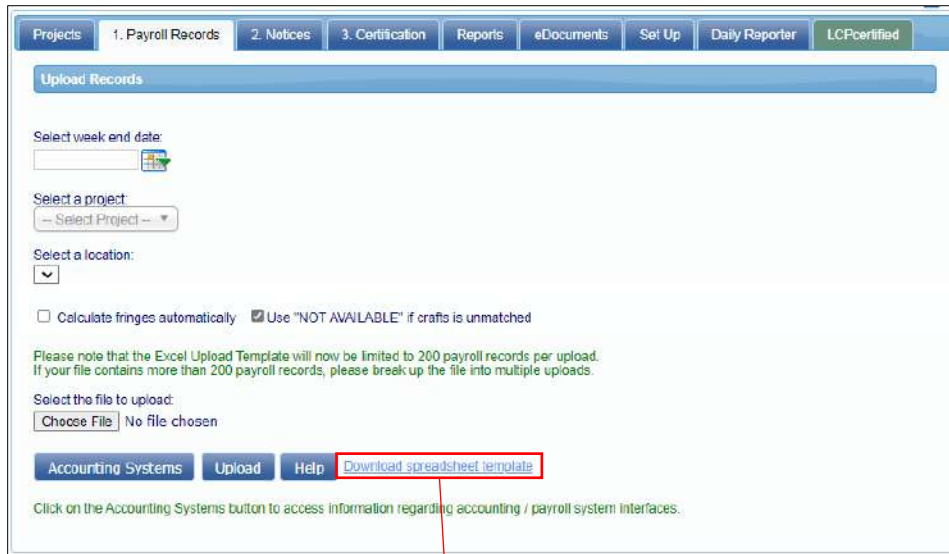 Projects 1. Payroll Records 2. Notices 3. Certification Reports eDocuments Set Up Daily Reporter LCPcertified
Upload Records
Select week end date:
Select a project:
-- Select Project --
Select a location:
Calculate fringes automatically Use "NOT AVAILABLE" if crafts is unmatched
Please note that the Excel Upload Template will now be limited to 200 payroll records per upload.
If your file contains more than 200 payroll records, please break up the file into multiple uploads.
Select the file to upload:
Choose File No file chosen
Accounting Systems Upload Help Download spreadsheet template
Click on the Accounting Systems button to access information regarding accounting / payroll system interfaces.